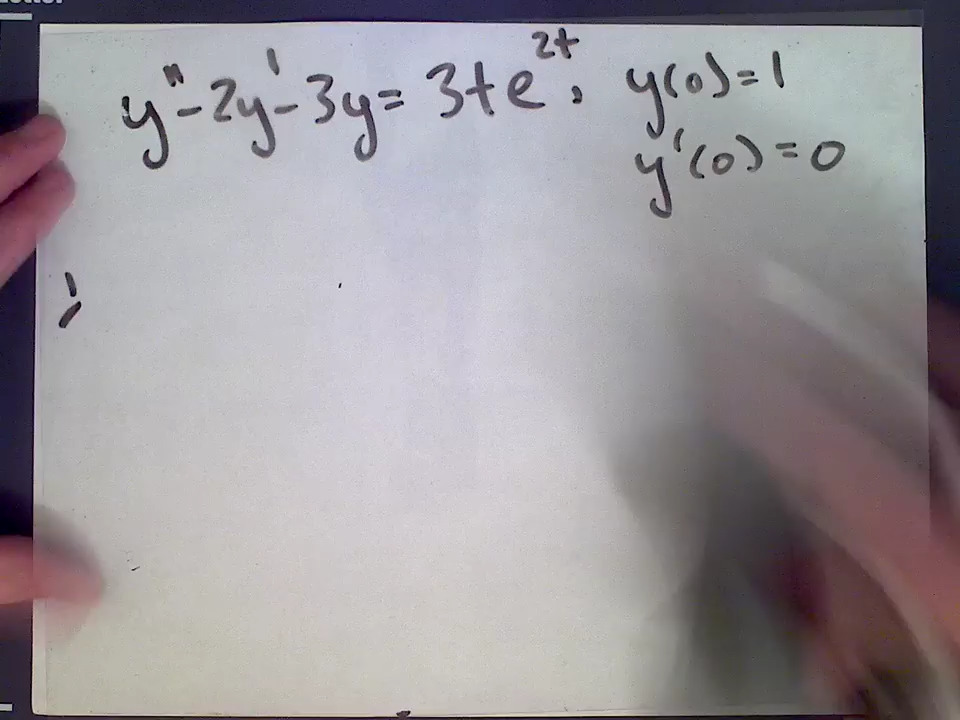 y" - 2y' - 3y = 3te^2t, y(0) = 1
y'(0) = 0